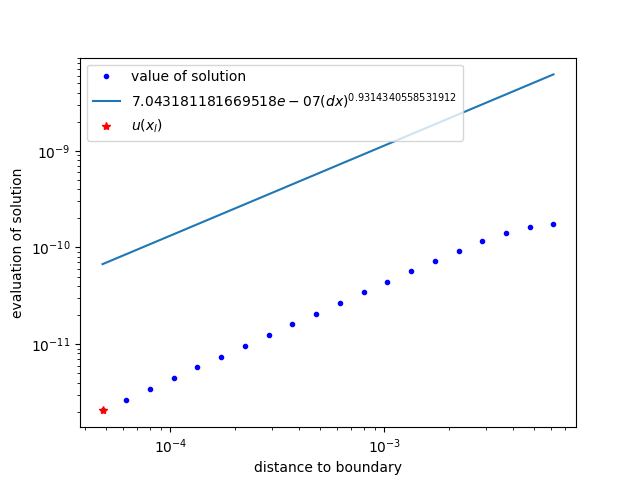 value of solution
7.043181181669518e − 07(dx)^0.9314340558531912
u(x_l)
10^−9
10^−10
10^−11
evaluation of solution
10^−4
10^−3
distance to boundary